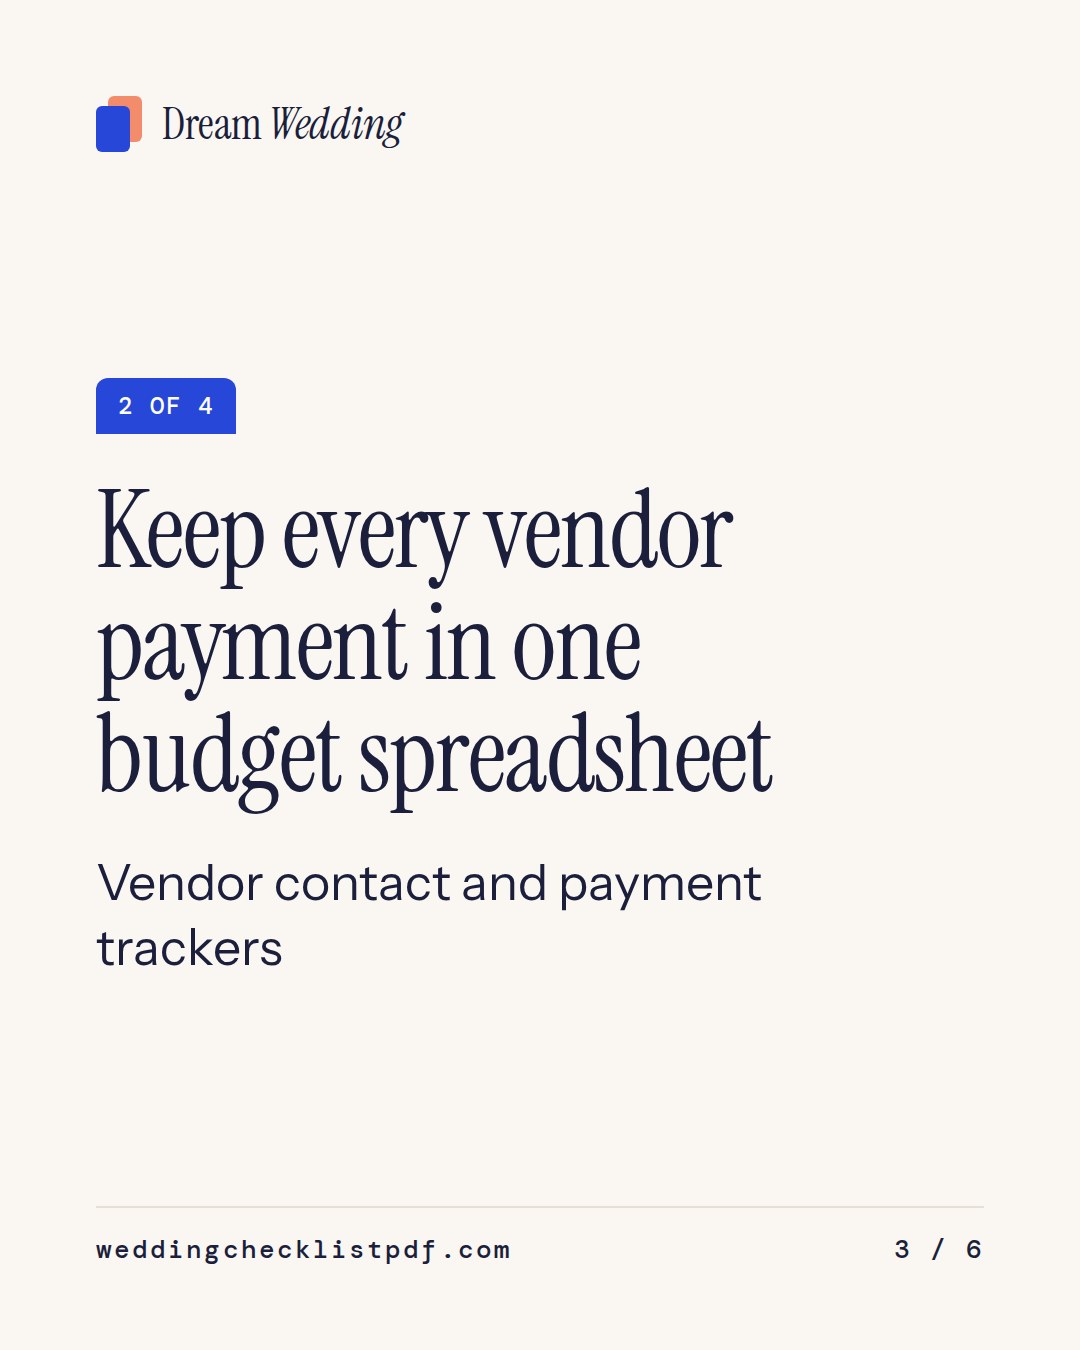 Dream Wedding
2 OF 4
Keep every vendor
payment in one
budget spreadsheet
Vendor contact and payment
trackers
weddingchecklistpdf.com
3 / 6